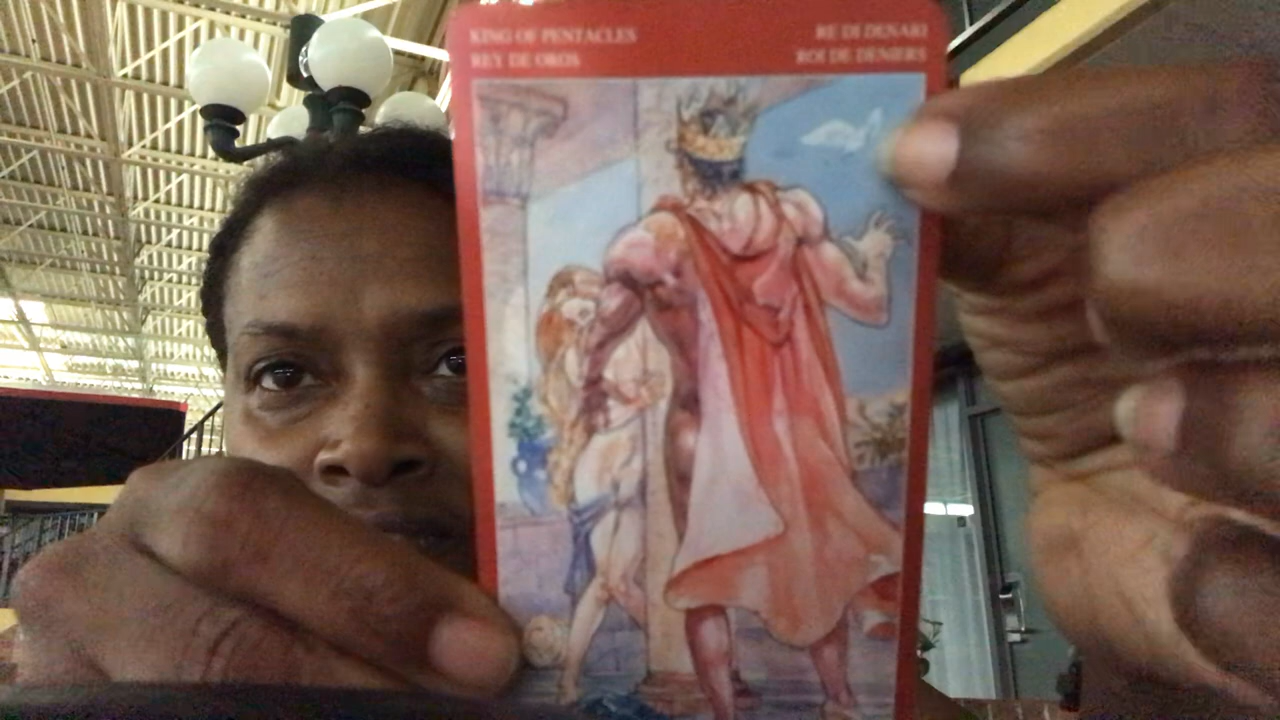 KING OF PENTACLES
REY DE OROS
RE DI DENARI
ROI DE DENIERS